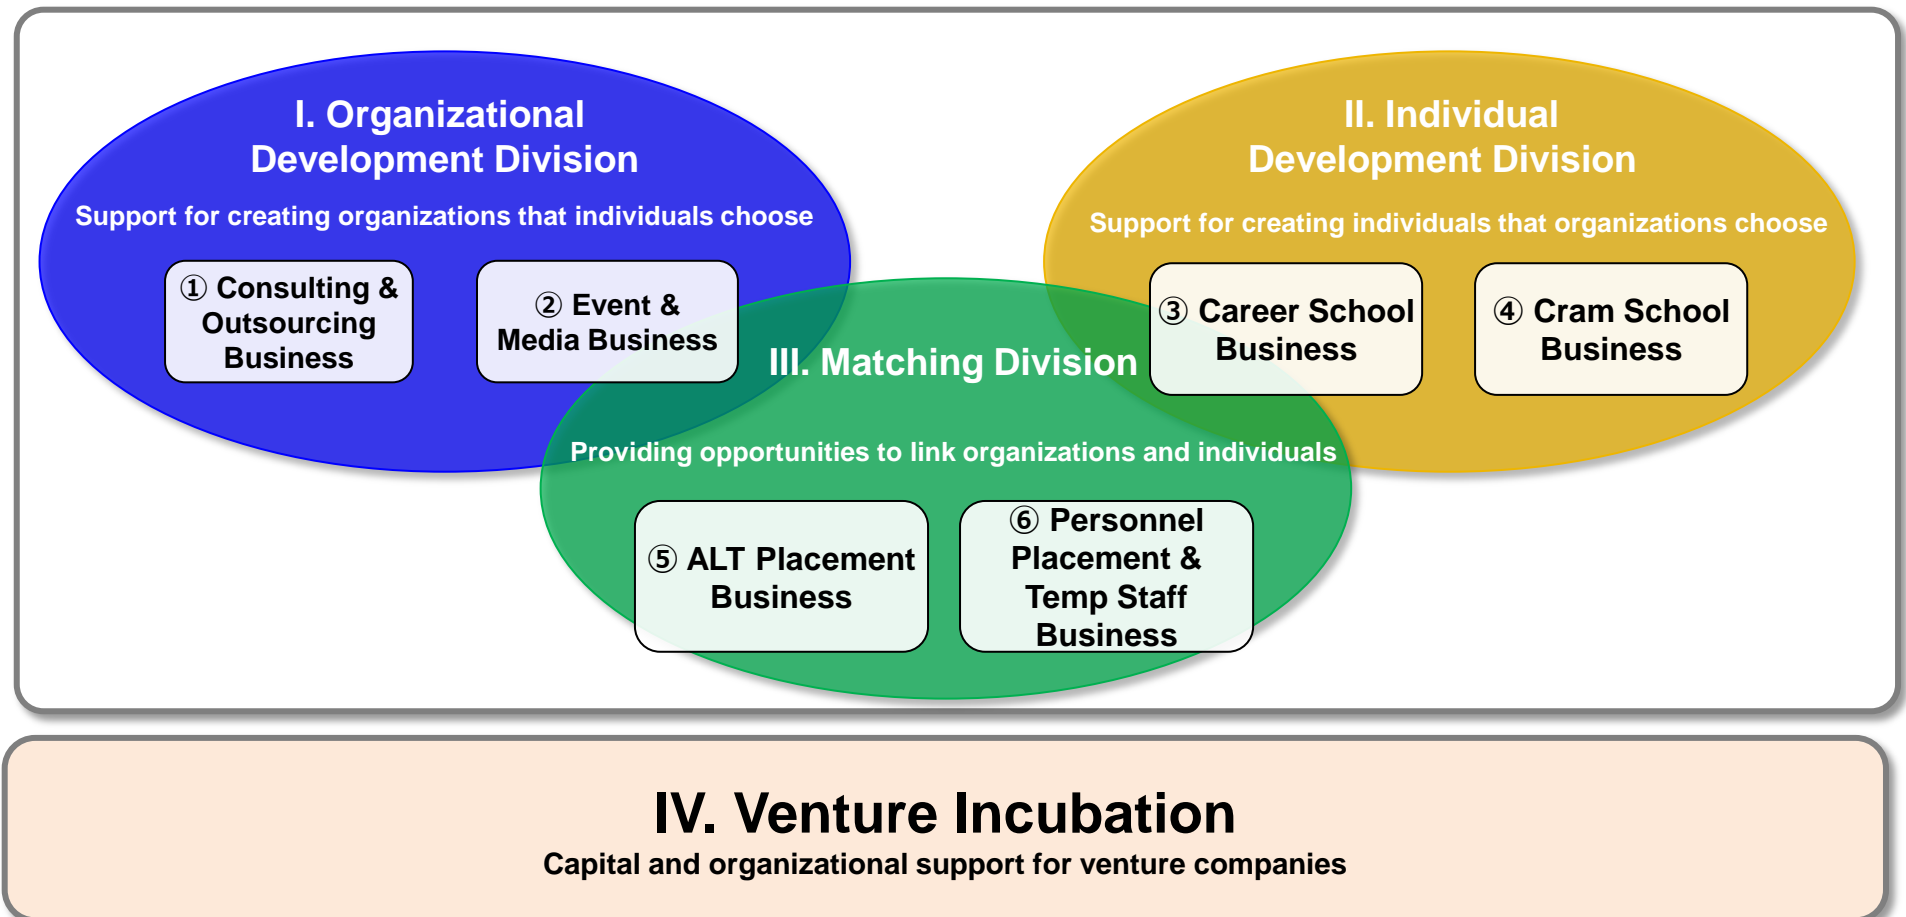 I. Organizational
Development Division
Support for creating organizations that individuals choose
① Consulting &
Outsourcing
Business
② Event &
Media Business
II. Individual
Development Division
Support for creating individuals that organizations choose
③ Career School
Business
④ Cram School
Business
III. Matching Division
Providing opportunities to link organizations and individuals
⑤ ALT Placement
Business
⑥ Personnel
Placement &
Temp Staff
Business
IV. Venture Incubation
Capital and organizational support for venture companies